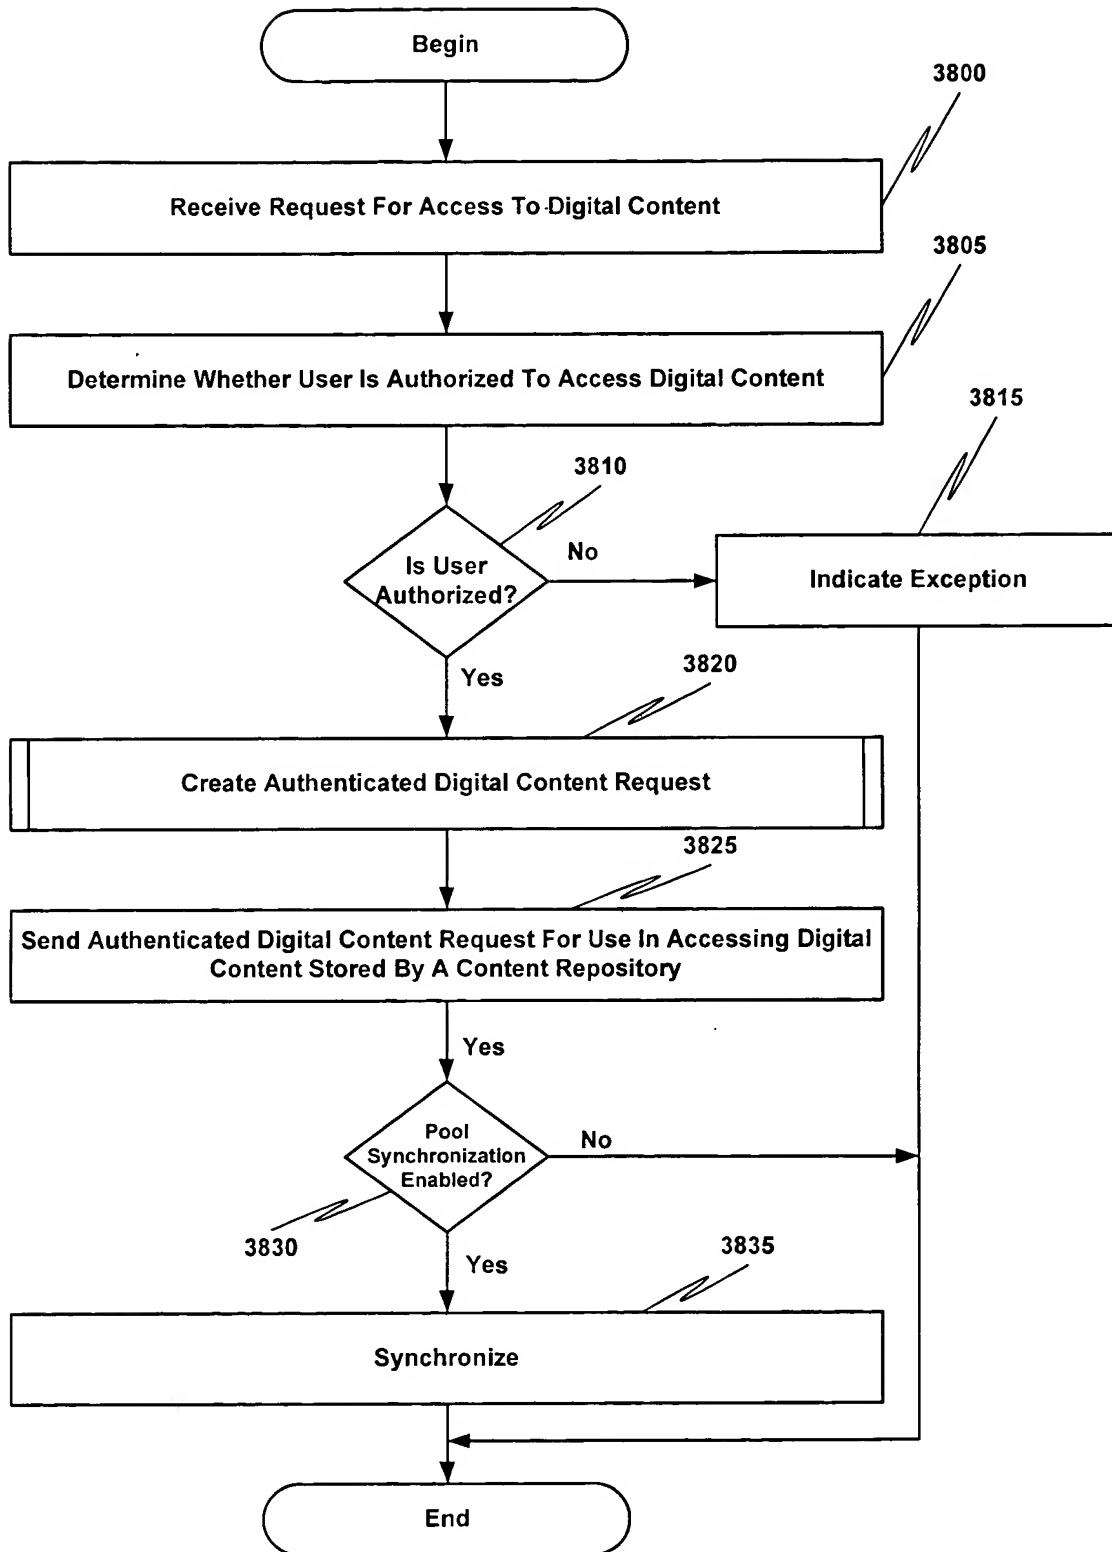 Begin
3800
Receive Request For Access To Digital Content
3805
Determine Whether User Is Authorized To Access Digital Content
3815
3810
Is User
Authorized?
No
Indicate Exception
Yes
3820
Create Authenticated Digital Content Request
3825
Send Authenticated Digital Content Request For Use In Accessing Digital
Content Stored By A Content Repository
Yes
Pool
Synchronization
Enabled?
No
3830
Yes
3835
Synchronize
End